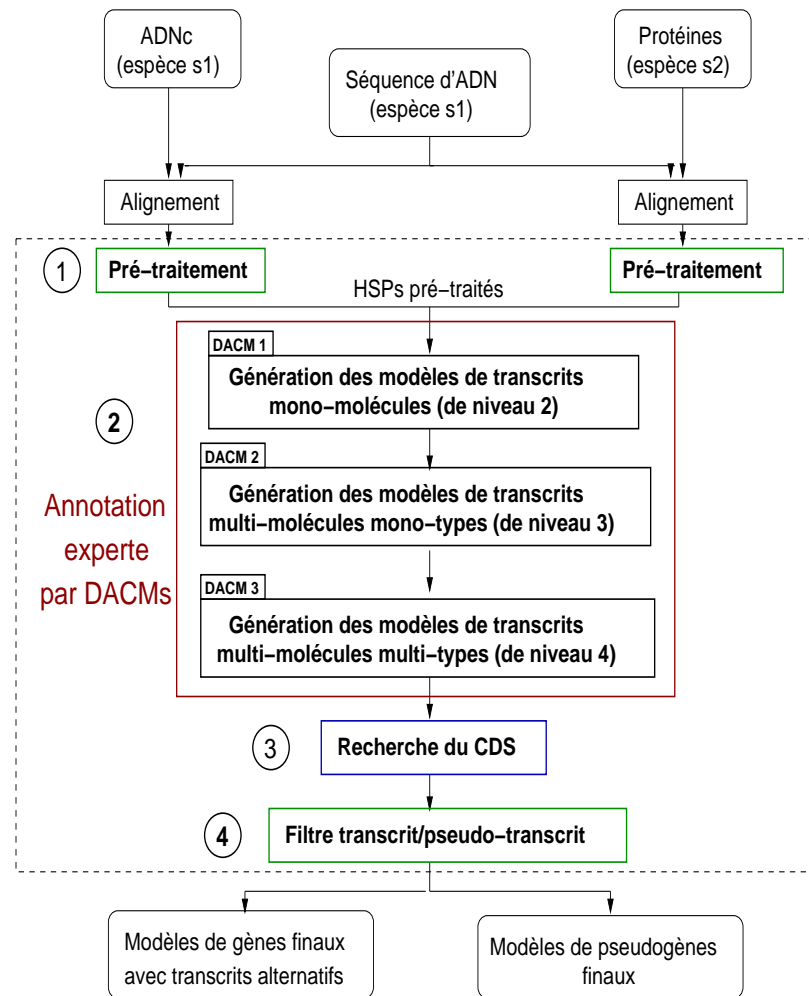 ADNc
(espèce s1)
Séquence d'ADN
(espèce s1)
Protéines
(espèce s2)
Alignement
Alignement
1
Pré−traitement
Pré−traitement
HSPs pré−traités
2
Annotation
experte
par DACMs
DACM 1
Génération des modèles de transcrits
mono−molécules (de niveau 2)
DACM 2
Génération des modèles de transcrits
multi−molécules mono−types (de niveau 3)
DACM 3
Génération des modèles de transcrits
multi−molécules multi−types (de niveau 4)
3
Recherche du CDS
4
Filtre transcrit/pseudo−transcrit
Modèles de gènes finaux
avec transcrits alternatifs
Modèles de pseudogènes
finaux